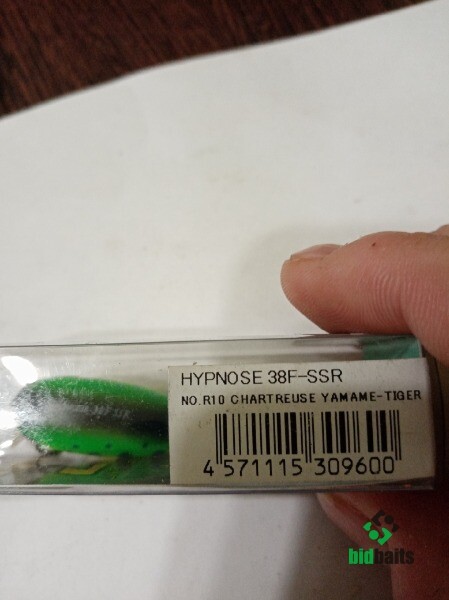 HYPNOSE 38F-SSR
NO.R10 CHARTREUSE YAMAME-TIGER
4 571115 309600
bidbaits